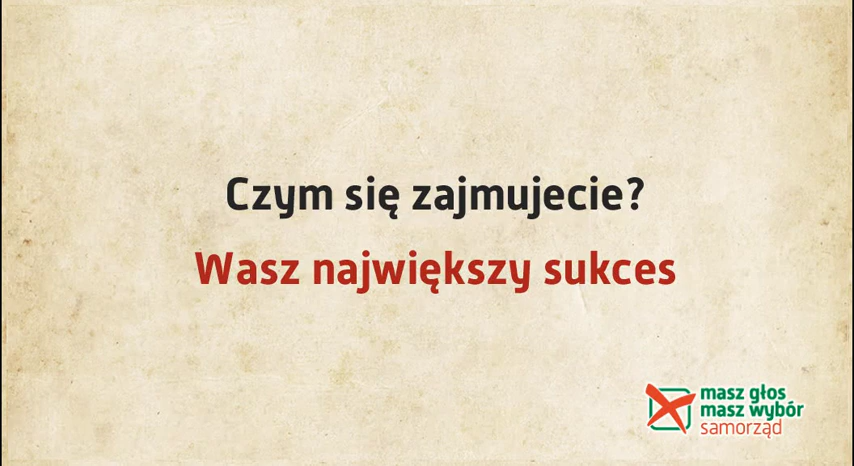 Czym się zajmujecie?
Wasz największy sukces
masz głos
masz wybór
samorząd